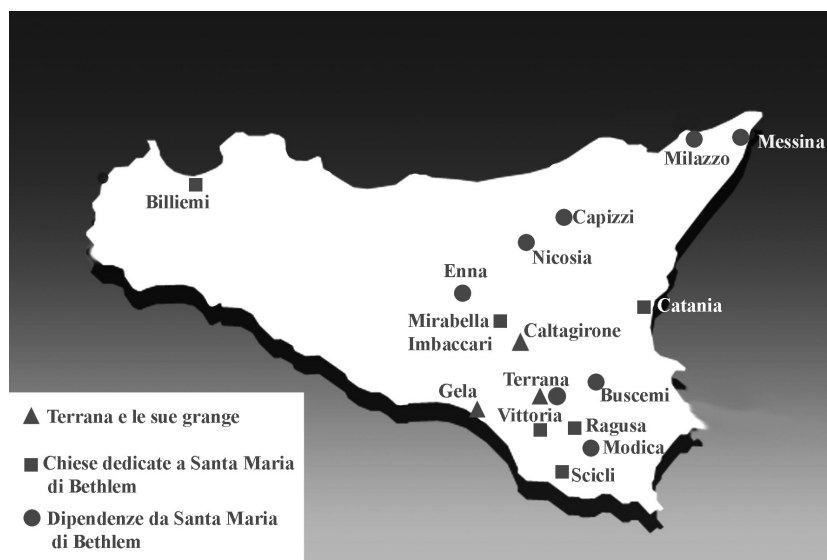 Messina
Milazzo
Billiemi
Capizzi
Nicosia
Enna
Catania
Mirabella
Imbaccari
Caltagirone
Terrana
Buscemi
Gela
Vittoria
Ragusa
Modica
Scicli
Terrana e le sue grange
Chiese dedicate a Santa Maria
di Bethlem
Dipendenze da Santa Maria
di Bethlem